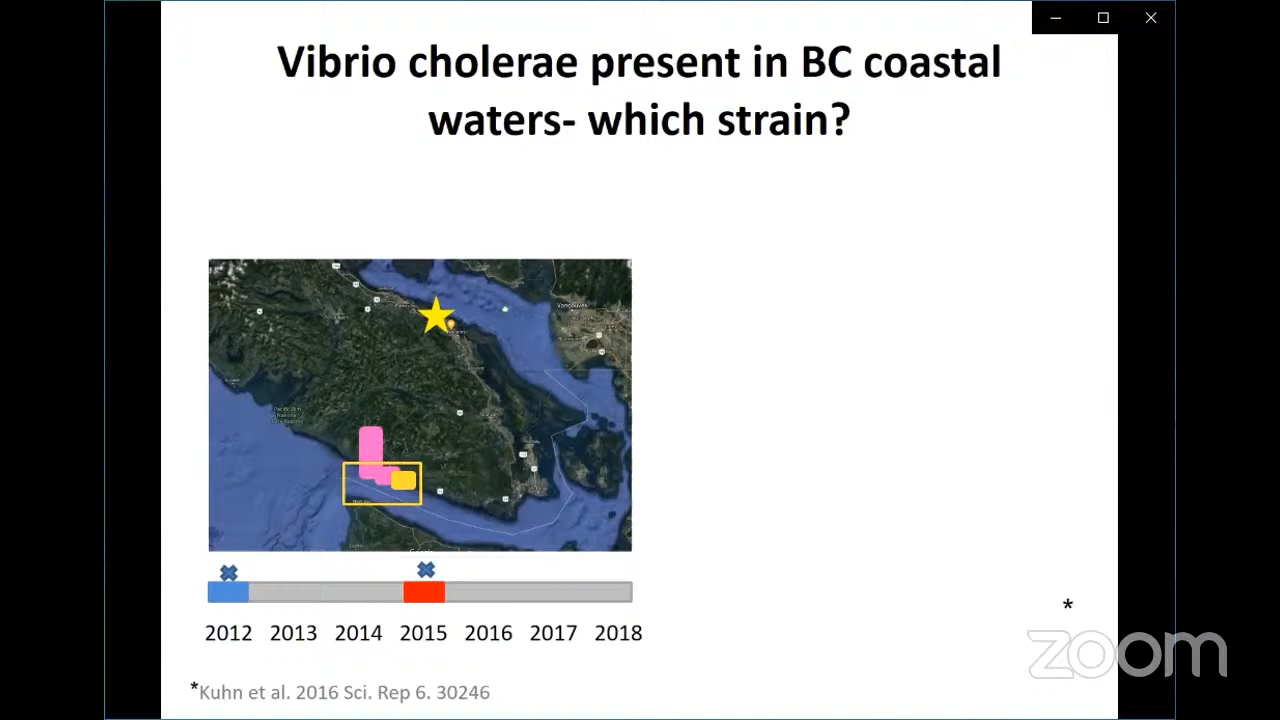 Vibrio cholerae present in BC coastal
waters- which strain?
Vancouver
2012 2013 2014 2015 2016 2017 2018
*
zoom
*Kuhn et al. 2016 Sci. Rep 6. 30246